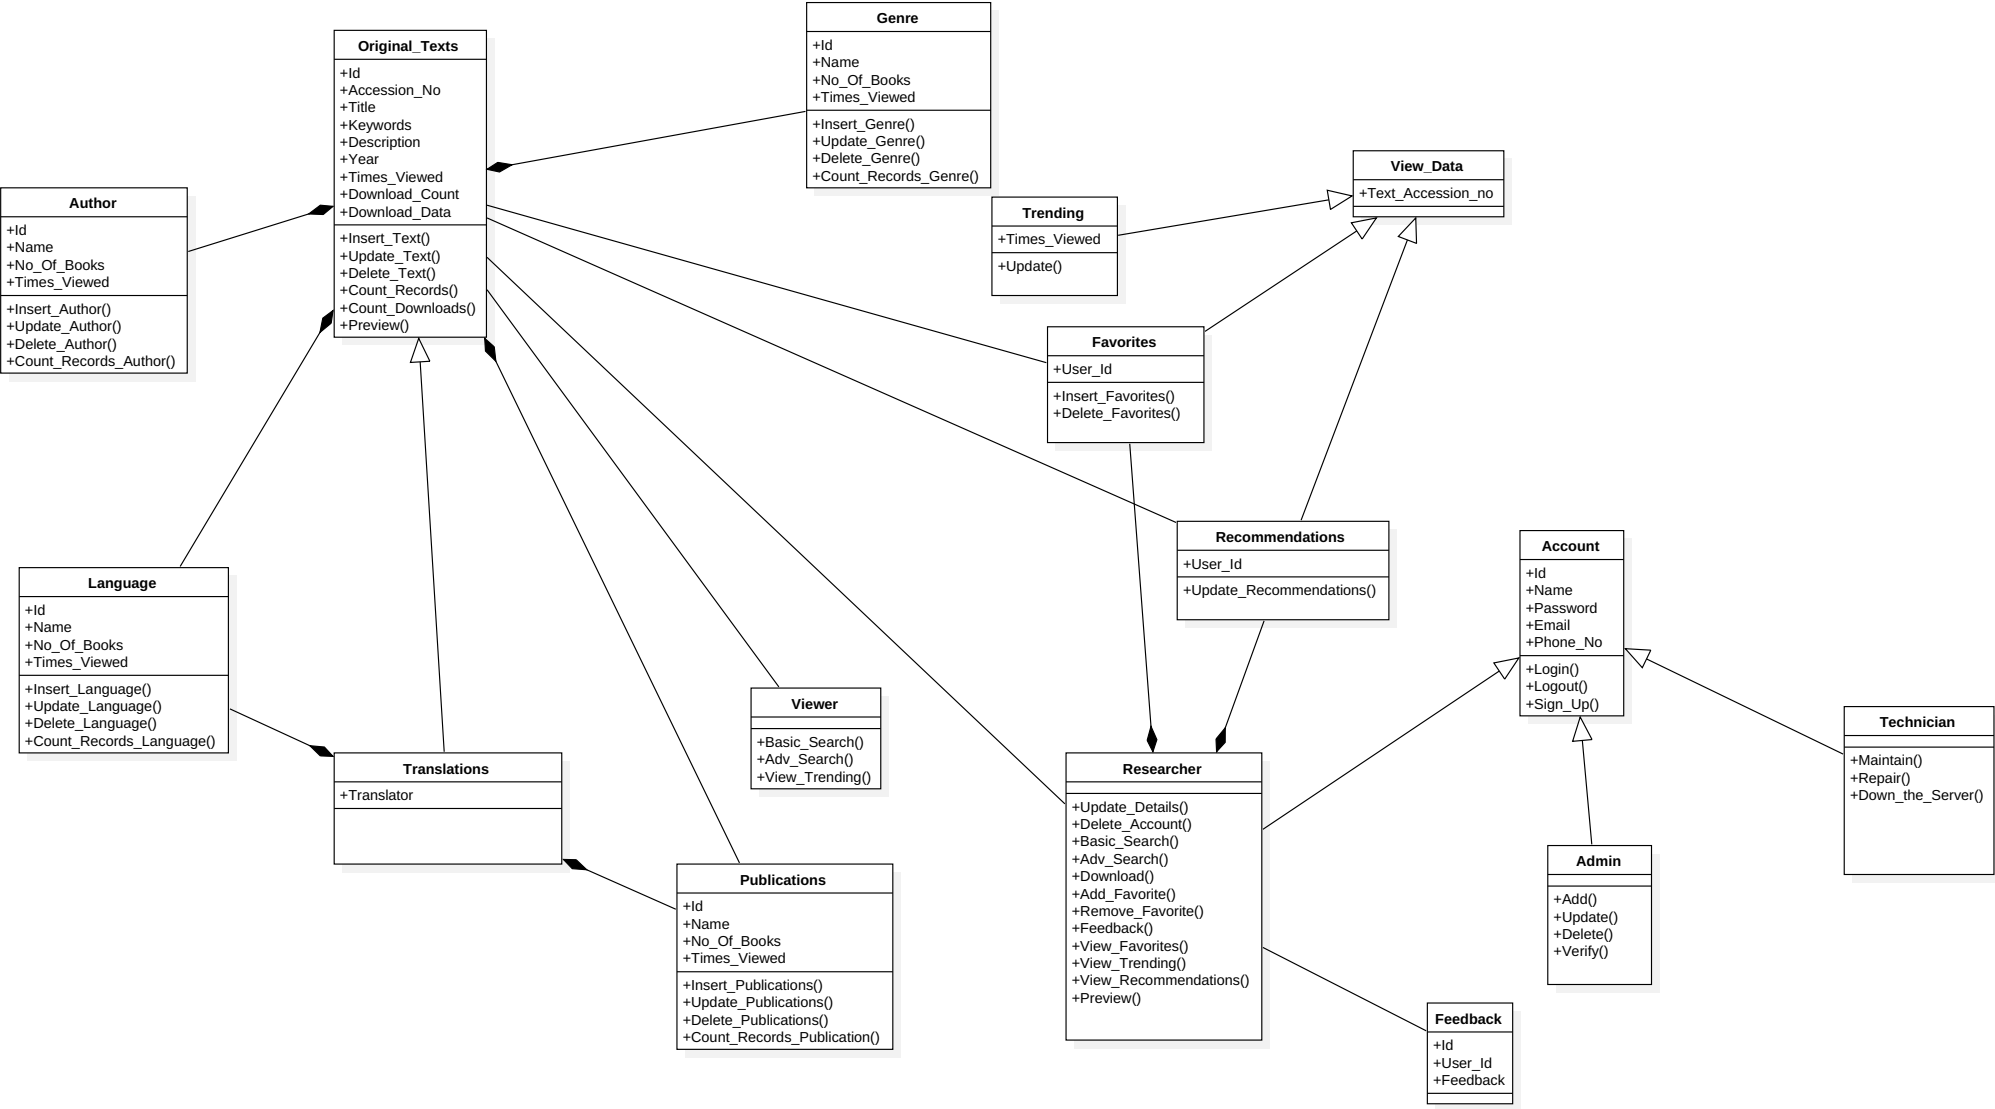 Genre
+Id
+Name
+No_Of_Books
+Times_Viewed
+Insert_Genre()
+Update_Genre()
+Delete_Genre()
+Count_Records_Genre()
Original_Texts
+Id
+Accession_No
+Title
+Keywords
+Description
+Year
+Times_Viewed
+Download_Count
+Download_Data
+Insert_Text()
+Update_Text()
+Delete_Text()
+Count_Records()
+Count_Downloads()
+Preview()
View_Data
+Text_Accession_no
Author
+Id
+Name
+No_Of_Books
+Times_Viewed
+Insert_Author()
+Update_Author()
+Delete_Author()
+Count_Records_Author()
Trending
+Times_Viewed
+Update()
Favorites
+User_Id
+Insert_Favorites()
+Delete_Favorites()
Recommendations
+User_Id
+Update_Recommendations()
Account
+Id
+Name
+Password
+Email
+Phone_No
+Login()
+Logout()
+Sign_Up()
Language
+Id
+Name
+No_Of_Books
+Times_Viewed
+Insert_Language()
+Update_Language()
+Delete_Language()
+Count_Records_Language()
Viewer
+Basic_Search()
+Adv_Search()
+View_Trending()
Technician
+Maintain()
+Repair()
+Down_the_Server()
Translations
+Translator
Researcher
+Update_Details()
+Delete_Account()
+Basic_Search()
+Adv_Search()
+Download()
+Add_Favorite()
+Remove_Favorite()
+Feedback()
+View_Favorites()
+View_Trending()
+View_Recommendations()
+Preview()
Admin
+Add()
+Update()
+Delete()
+Verify()
Publications
+Id
+Name
+No_Of_Books
+Times_Viewed
+Insert_Publications()
+Update_Publications()
+Delete_Publications()
+Count_Records_Publication()
Feedback
+Id
+User_Id
+Feedback